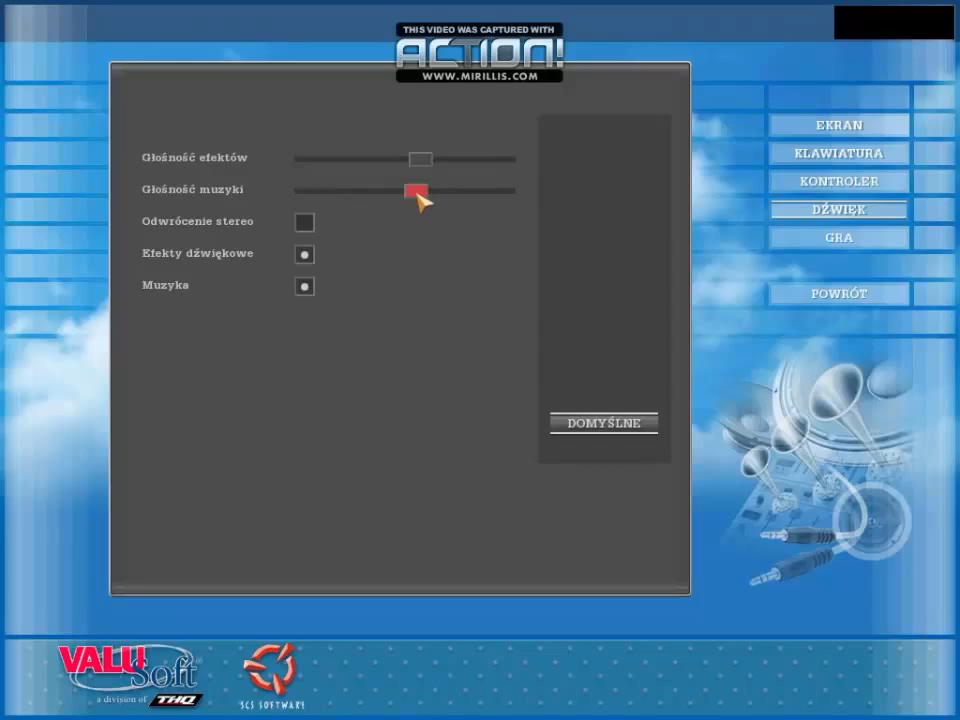 THIS VIDEO WAS CAPTURED WITH
ACTION!
WWW.MIRILLIS.COM
Głośność efektów
Głośność muzyki
Odwrócenie stereo
Efekty dźwiękowe
Muzyka
DOMYŚLNE
EKRAN
KLAWIATURA
KONTROLER
DŹWIĘK
GRA
POWRÓT
VALUSoft
a division of THQ
SCS SOFTWARE